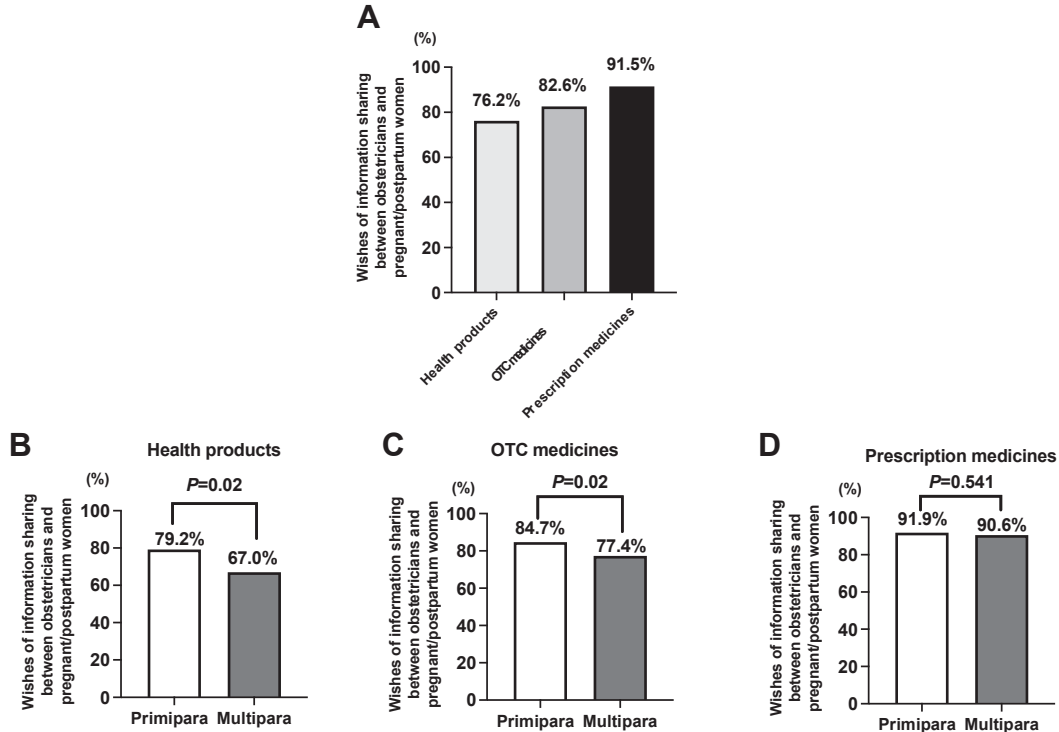 A
(%)
Wishes of information sharing
between obstetricians and
pregnant/postpartum women
100
80
60
40
20
0
76.2%
82.6%
91.5%
Health products
OTC medicines
Prescription medicines
B
Health products
(%)
P=0.02
Wishes of information sharing
between obstetricians and
pregnant/postpartum women
100
80
60
40
20
0
79.2%
67.0%
Primipara Multipara
C
OTC medicines
(%)
P=0.02
Wishes of information sharing
between obstetricians and
pregnant/postpartum women
100
80
60
40
20
0
84.7%
77.4%
Primipara Multipara
D
Prescription medicines
(%)
P=0.541
Wishes of information sharing
between obstetricians and
pregnant/postpartum women
100
80
60
40
20
0
91.9%
90.6%
Primipara Multipara